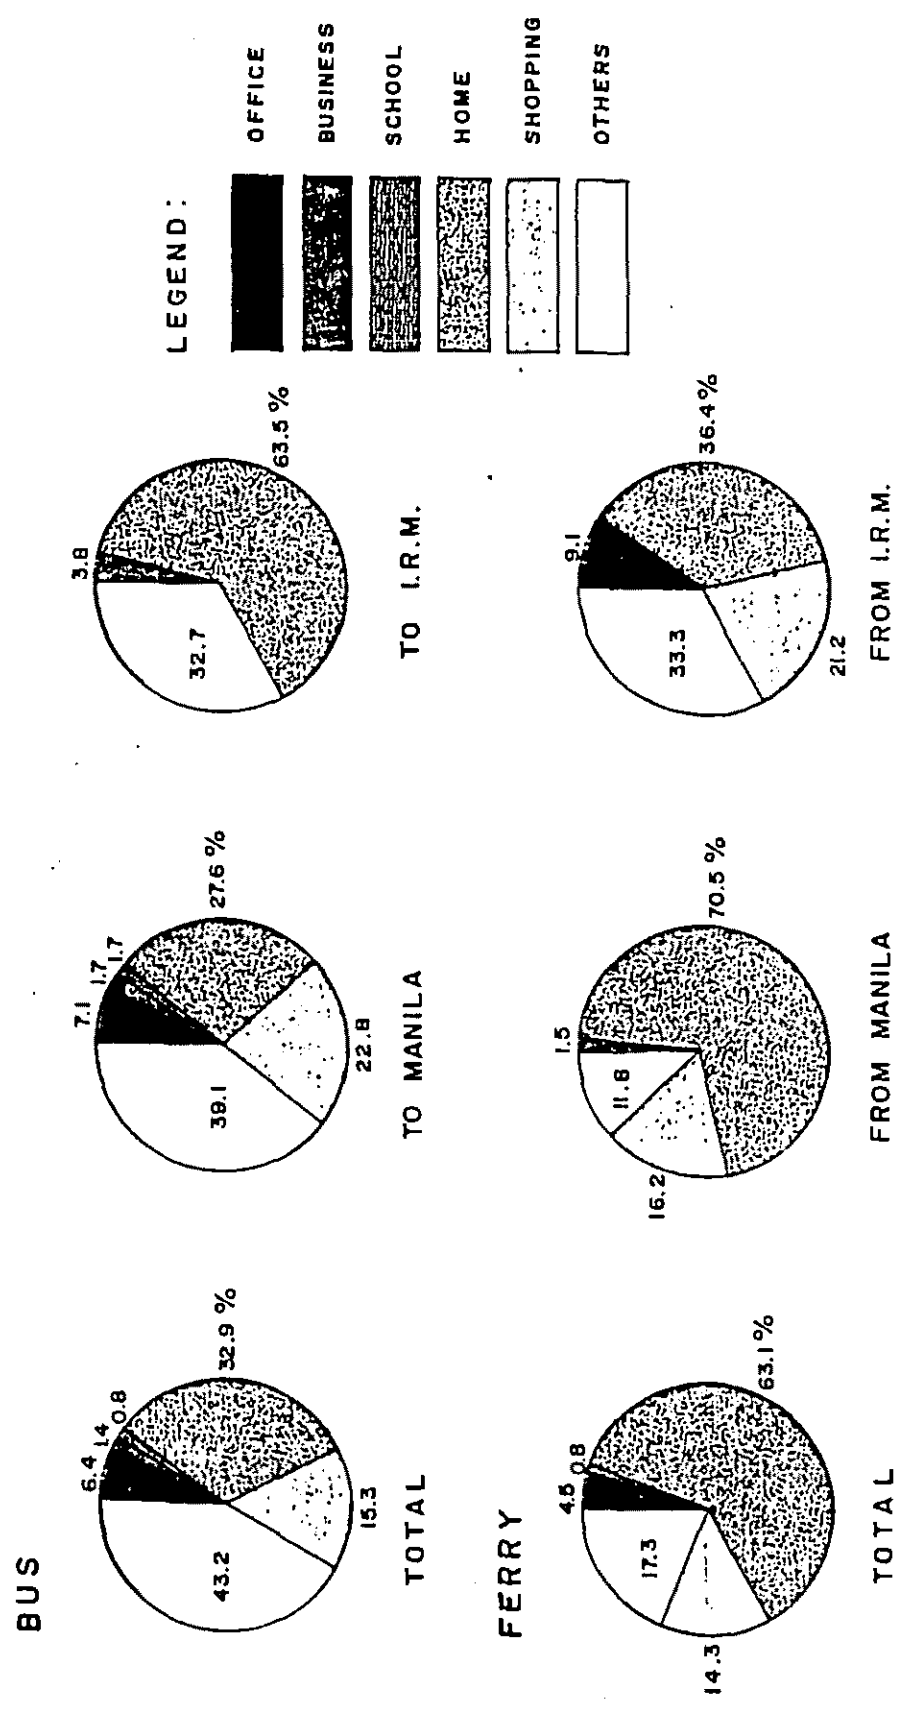 BUS
6.4
1.4
0.8
32.9 %
15.3
43.2
TOTAL
7.1
1.7
1.7
27.6 %
22.8
39.1
TO MANILA
3.8
63.5 %
32.7
TO I.R.M.
LEGEND:
OFFICE
BUSINESS
SCHOOL
HOME
SHOPPING
OTHERS
FERRY
4.5
0.8
63.1 %
14.3
17.3
TOTAL
1.5
70.5 %
16.2
11.8
FROM MANILA
9.1
36.4 %
21.2
33.3
FROM I.R.M.